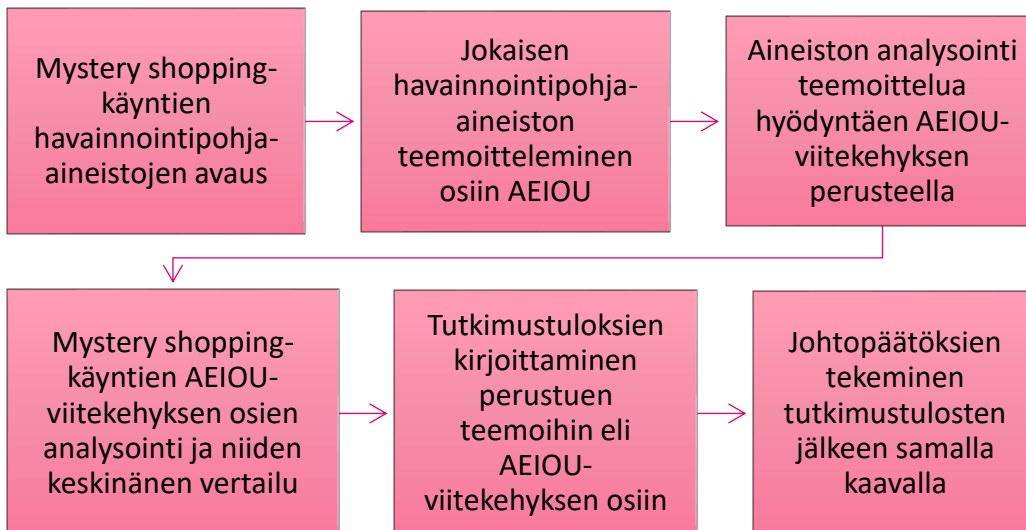 Mystery shopping-
käyntien
havainnointipohja-
aineistojen avaus
Jokaisen
havainnointipohja-
aineiston
teemoitteleminen
osiin AEIOU
Aineiston analysointi
teemoittelua
hyödyntäen AEIOU-
viitekehyksen
perusteella
Mystery shopping-
käyntien AEIOU-
viitekehyksen osien
analysointi ja niiden
keskinänen vertailu
Tutkimustuloksien
kirjoittaminen
perustuen
teemoihin eli
AEIOU-
viitekehyksen osiin
Johtopäätöksien
tekeminen
tutkimustulosten
jälkeen samalla
kaavalla